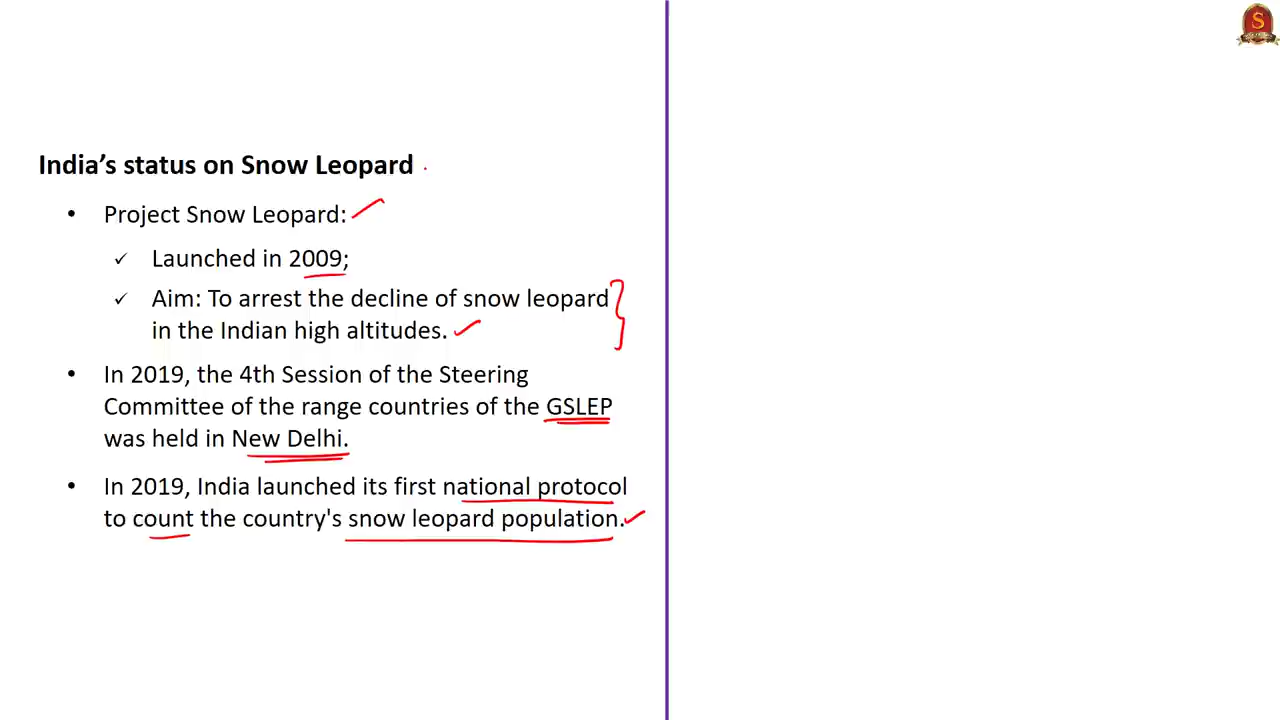 India’s status on Snow Leopard
• Project Snow Leopard:
✓ Launched in 2009;
✓ Aim: To arrest the decline of snow leopard
in the Indian high altitudes.
• In 2019, the 4th Session of the Steering
Committee of the range countries of the GSLEP
was held in New Delhi.
• In 2019, India launched its first national protocol
to count the country's snow leopard population.
S